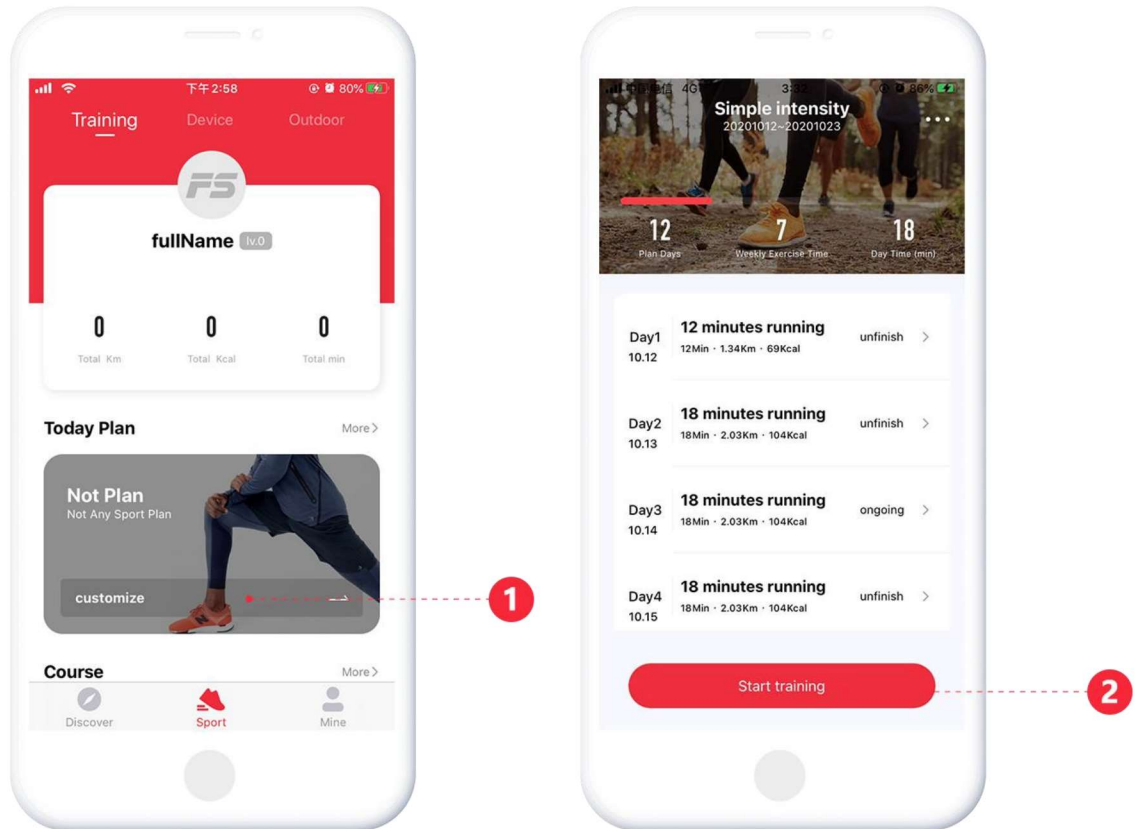 下午2:58
80%
Training Device Outdoor
FS
fullName lv.0
0 0 0
Total Km Total Kcal Total min
Today Plan More >
Not Plan
Not Any Sport Plan
customize
1
Course More >
Discover Sport Mine
4G 3:32 86%
Simple intensity
20201012~20201023
12 7 18
Plan Days Weekly Exercise Time Day Time (min)
Day1 12 minutes running unfinish >
10.12 12Min · 1.34Km · 69Kcal
Day2 18 minutes running unfinish >
10.13 18Min · 2.03Km · 104Kcal
Day3 18 minutes running ongoing >
10.14 18Min · 2.03Km · 104Kcal
Day4 18 minutes running unfinish >
10.15 18Min · 2.03Km · 104Kcal
Start training
2